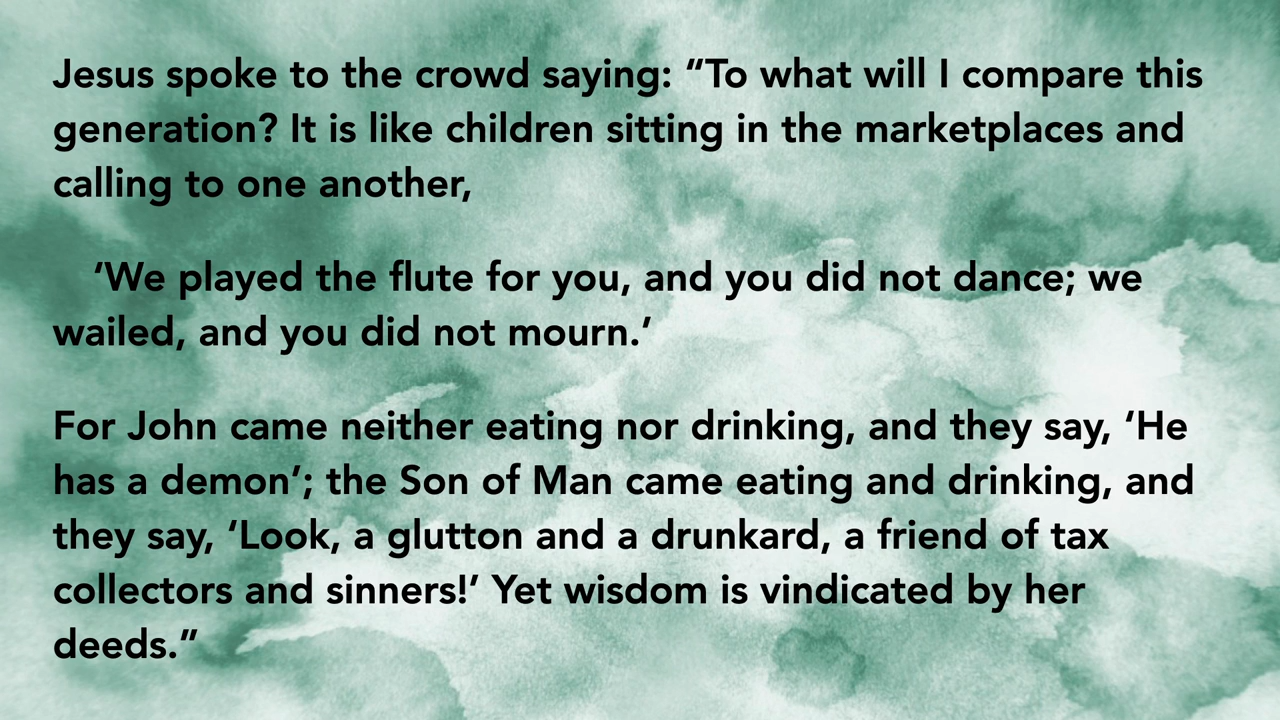 Jesus spoke to the crowd saying: “To what will I compare this
generation? It is like children sitting in the marketplaces and
calling to one another,
‘We played the flute for you, and you did not dance; we
wailed, and you did not mourn.’
For John came neither eating nor drinking, and they say, ‘He
has a demon’; the Son of Man came eating and drinking, and
they say, ‘Look, a glutton and a drunkard, a friend of tax
collectors and sinners!’ Yet wisdom is vindicated by her
deeds.”